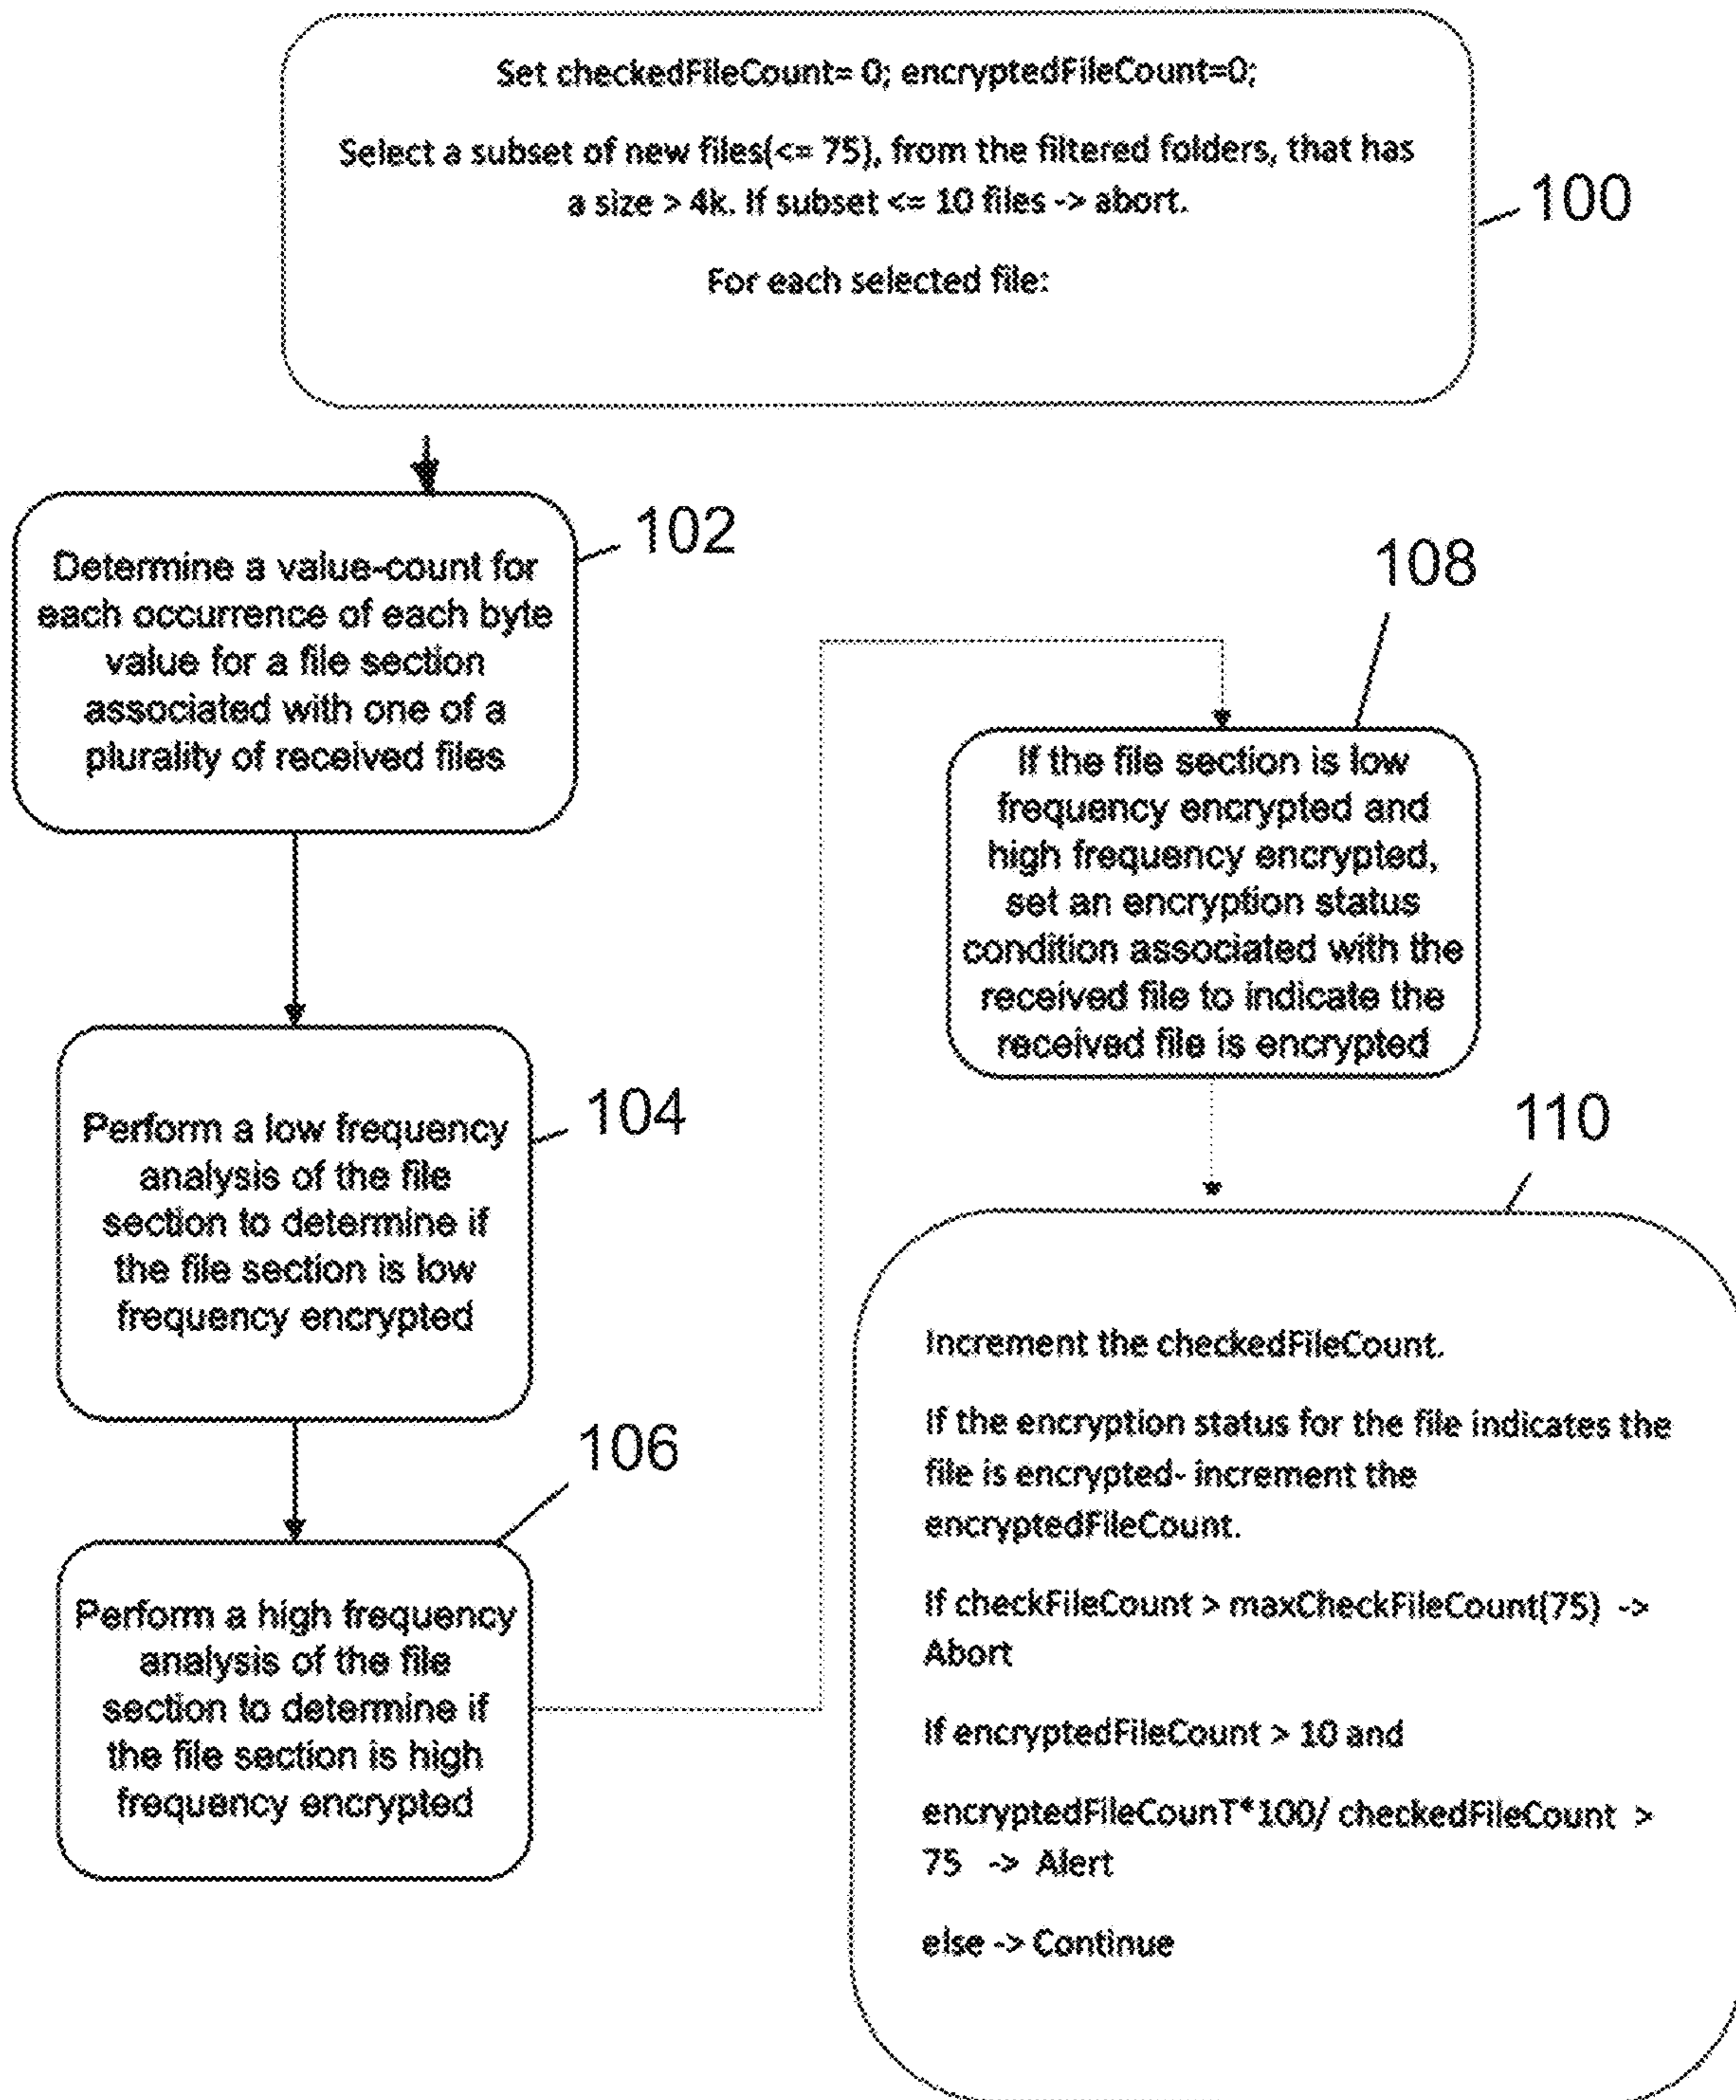 Set checkedFileCount= 0; encryptedFileCount=0;
Select a subset of new files(<= 75), from the filtered folders, that has
a size > 4k. If subset <= 10 files -> abort.
For each selected file:
100
Determine a value-count for
each occurrence of each byte
value for a file section
associated with one of a
plurality of received files
102
Perform a low frequency
analysis of the file
section to determine if
the file section is low
frequency encrypted
104
Perform a high frequency
analysis of the file
section to determine if
the file section is high
frequency encrypted
106
108
If the file section is low
frequency encrypted and
high frequency encrypted,
set an encryption status
condition associated with the
received file to indicate the
received file is encrypted
110
Increment the checkedFileCount.
If the encryption status for the file indicates the
file is encrypted- increment the
encryptedFileCount.
If checkFileCount > maxCheckFileCount(75) ->
Abort
If encryptedFileCount > 10 and
encryptedFileCounT*100/ checkedFileCount >
75 -> Alert
else -> Continue